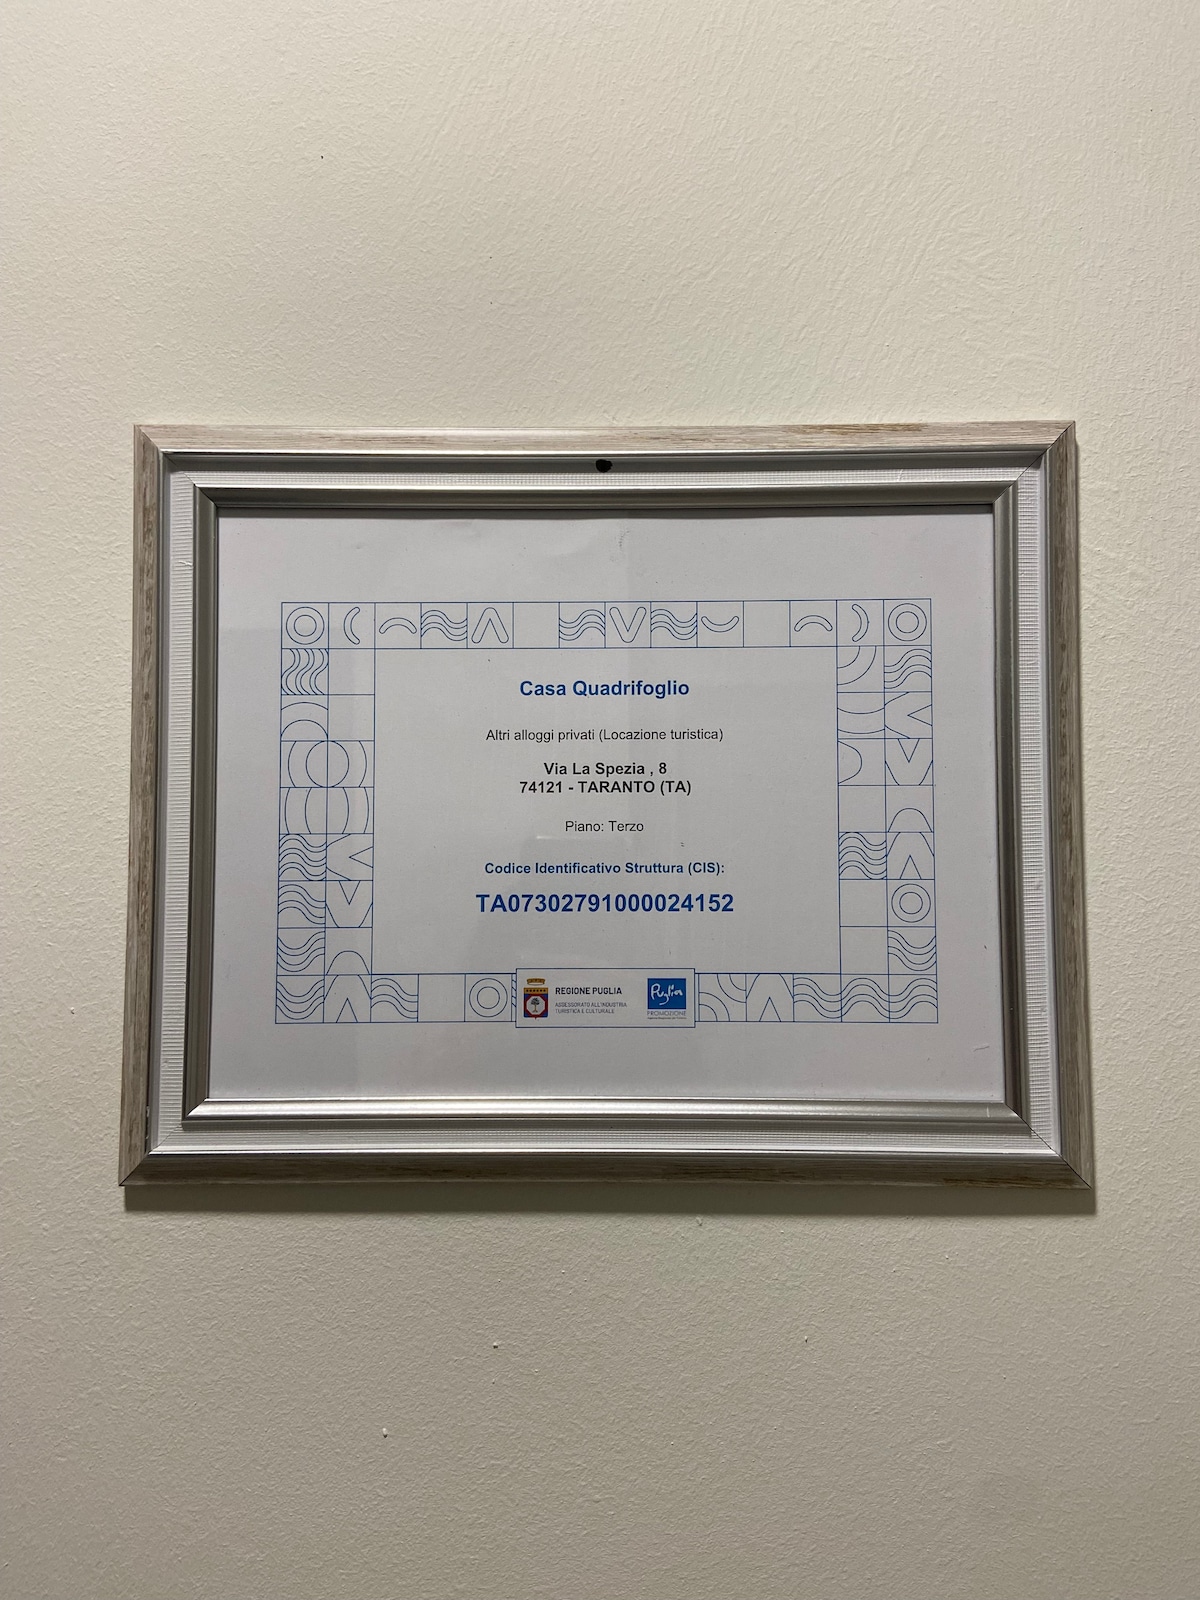 Casa Quadrifoglio
Altri alloggi privati (Locazione turistica)
Via La Spezia , 8
74121 - TARANTO (TA)
Piano: Terzo
Codice Identificativo Struttura (CIS):
TA07302791000024152
REGIONE PUGLIA
ASSESSORATO ALL'INDUSTRIA
TURISTICA E CULTURALE
Puglia
PROMOZIONE